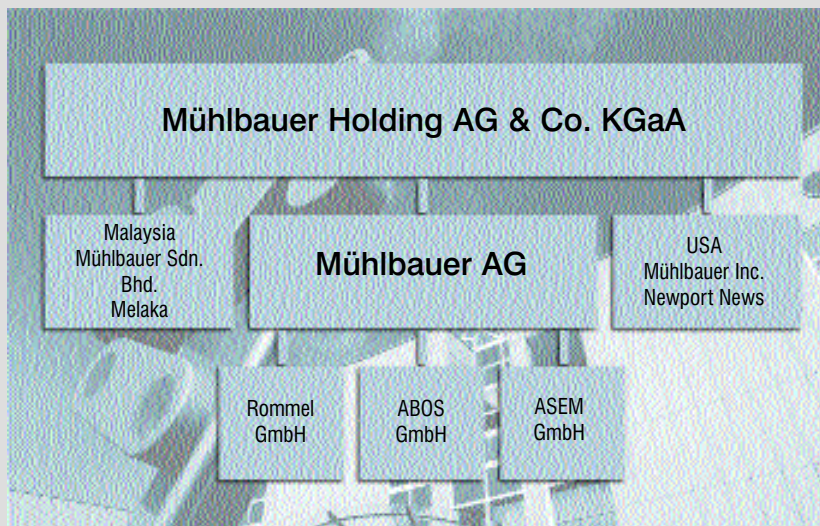 Mühlbauer Holding AG & Co. KGaA
Malaysia
Mühlbauer Sdn.
Bhd.
Melaka
Mühlbauer AG
USA
Mühlbauer Inc.
Newport News
Rommel
GmbH
ABOS
GmbH
ASEM
GmbH